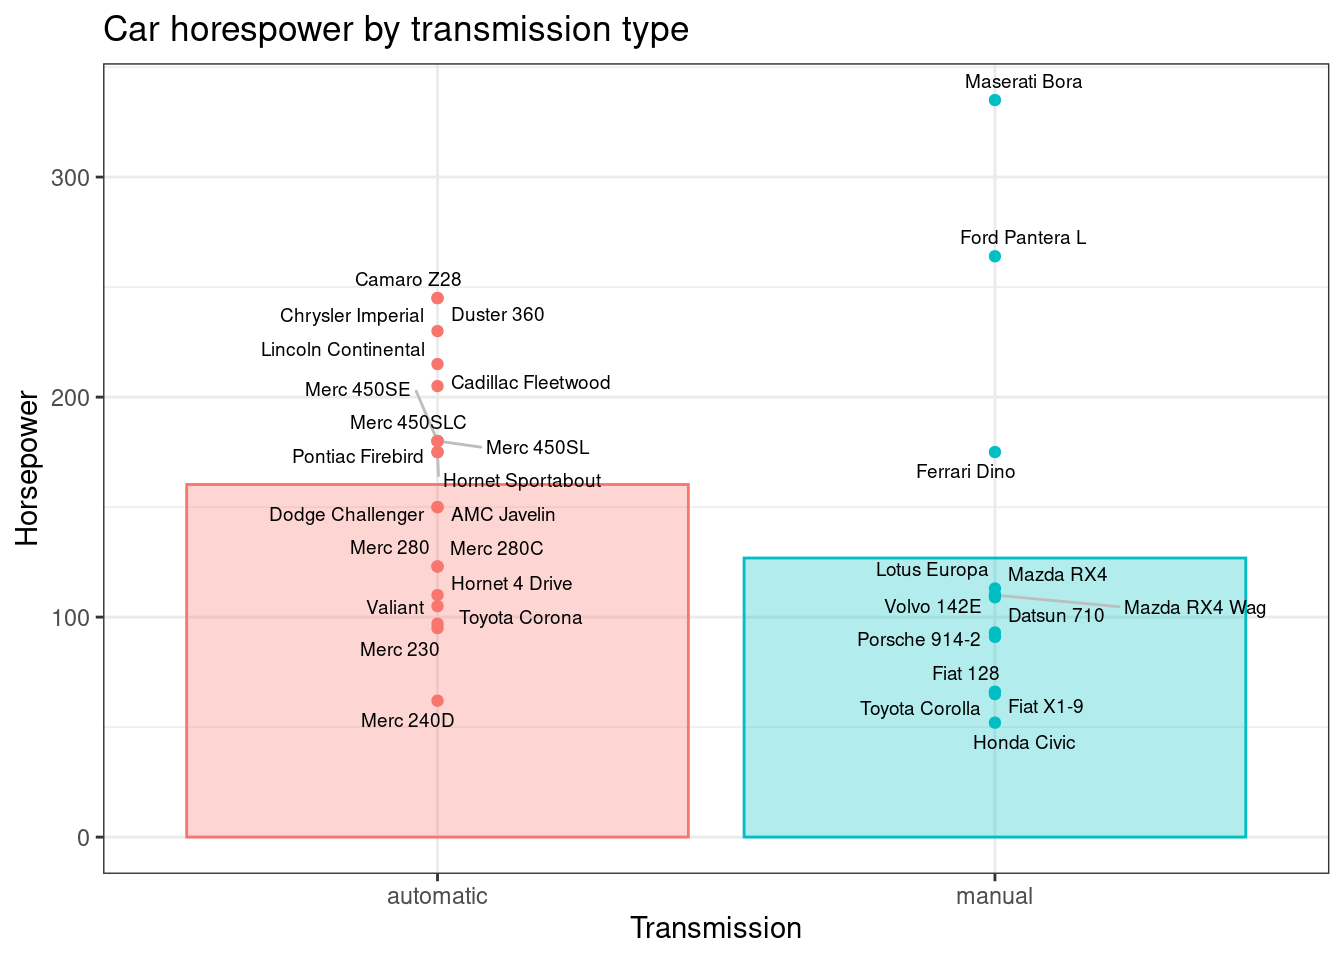 Car horespower by transmission type
Horsepower
300
200
100
0
Camaro Z28
Chrysler Imperial
Duster 360
Lincoln Continental
Cadillac Fleetwood
Merc 450SE
Merc 450SLC
Merc 450SL
Pontiac Firebird
Hornet Sportabout
Dodge Challenger
AMC Javelin
Merc 280
Merc 280C
Hornet 4 Drive
Valiant
Toyota Corona
Merc 230
Merc 240D
Maserati Bora
Ford Pantera L
Ferrari Dino
Lotus Europa
Mazda RX4
Volvo 142E
Mazda RX4 Wag
Datsun 710
Porsche 914-2
Fiat 128
Toyota Corolla
Fiat X1-9
Honda Civic
automatic
manual
Transmission